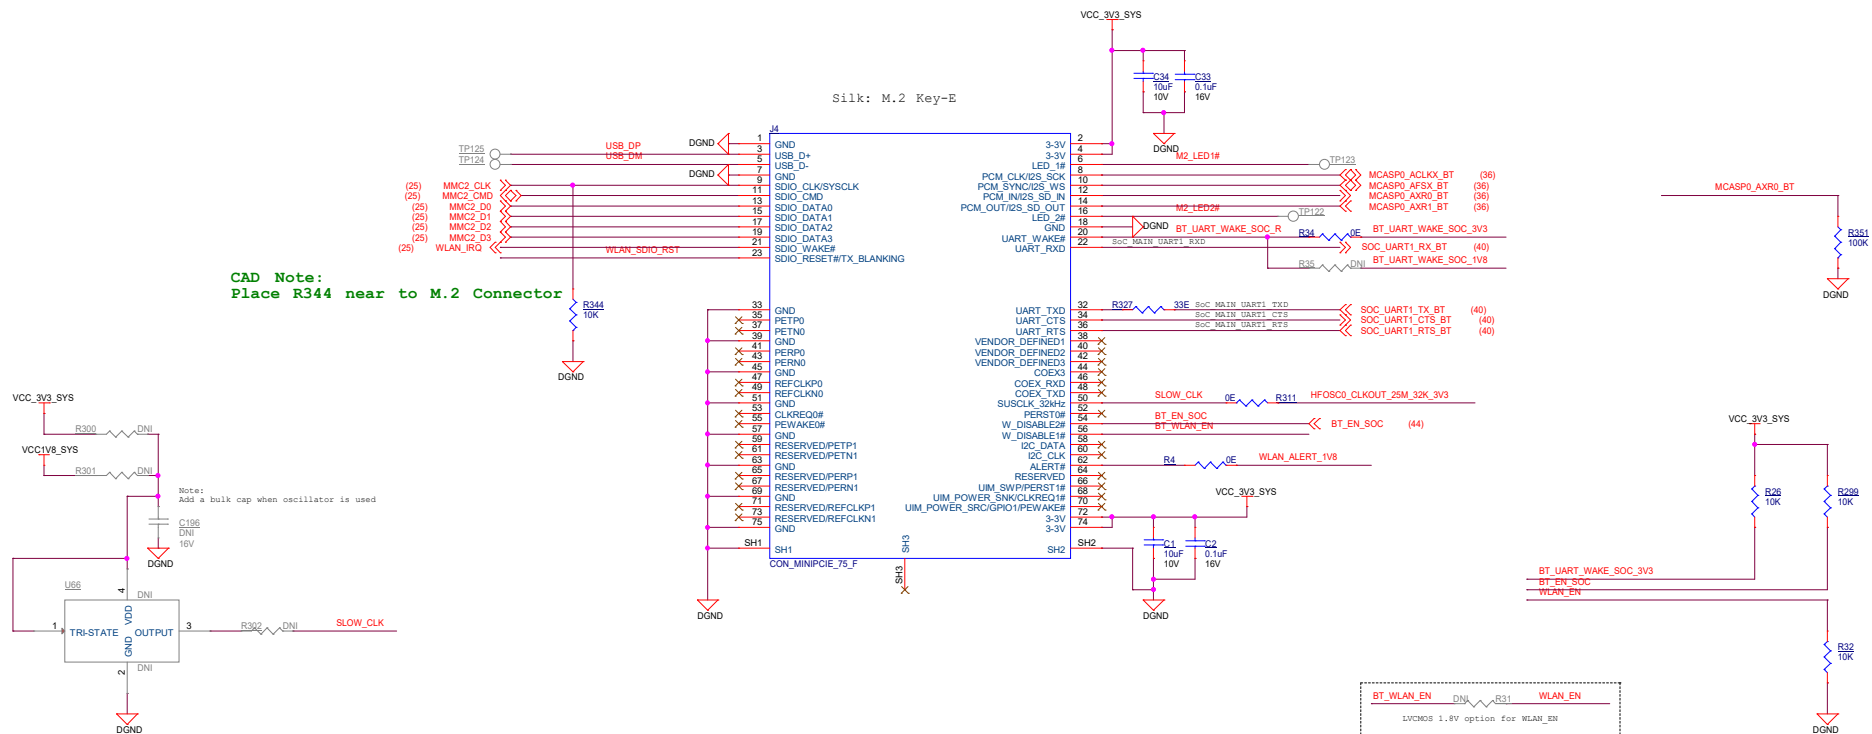 VCC_3V3_SYS
C34
10uF
10V
C33
0.1uF
16V
DGND
Silk: M.2 Key-E
J4
TP125
USB_DP
TP124
USB_DM
DGND
DGND
(25) MMC2_CLK
(25) MMC2_CMD
(25) MMC2_D0
(25) MMC2_D1
(25) MMC2_D2
(25) MMC2_D3
(25) WLAN_IRQ
WLAN_SDIO_RST
1 GND
3 USB_D+
5 USB_D-
7 GND
9 SDIO_CLK/SYSCLK
11 SDIO_CMD
13 SDIO_DATA0
15 SDIO_DATA1
17 SDIO_DATA2
19 SDIO_DATA3
21 SDIO_WAKE#
23 SDIO_RESET#/TX_BLANKING
33 GND
35 PETP0
37 PETN0
39 GND
41 PERP0
43 PERN0
45 GND
47 REFCLKP0
49 REFCLKN0
51 GND
53 CLKREQ0#
55 PEWAKE0#
57 GND
59 RESERVED/PETP1
61 RESERVED/PETN1
63 GND
65 RESERVED/PERP1
67 RESERVED/PERN1
69 GND
71 RESERVED/REFCLKP1
73 RESERVED/REFCLKN1
75 GND
SH1 SH1
SH3
SH3
CON_MINIPCIE_75_F
3-3V 2
3-3V 4
LED_1# 6
PCM_CLK/I2S_SCK 8
PCM_SYNC/I2S_WS 10
PCM_IN/I2S_SD_IN 12
PCM_OUT/I2S_SD_OUT 14
LED_2# 16
GND 18
UART_WAKE# 20
UART_RXD 22
UART_TXD 32
UART_CTS 34
UART_RTS 36
VENDOR_DEFINED1 38
VENDOR_DEFINED2 40
VENDOR_DEFINED3 42
COEX3 44
COEX_RXD 46
COEX_TXD 48
SUSCLK_32kHz 50
PERST0# 52
W_DISABLE2# 54
W_DISABLE1# 56
I2C_DATA 58
I2C_CLK 60
ALERT# 62
RESERVED 64
UIM_SWP/PERST1# 66
UIM_POWER_SNK/CLKREQ1# 68
UIM_POWER_SRC/GPIO1/PEWAKE# 70
3-3V 72
3-3V 74
SH2 SH2
M2_LED1#
TP123
MCASP0_ACLKX_BT (36)
MCASP0_AFSX_BT (36)
MCASP0_AXR0_BT (36)
MCASP0_AXR1_BT (36)
M2_LED2#
TP122
DGND
BT_UART_WAKE_SOC_R
R34 0E
BT_UART_WAKE_SOC_3V3
SoC_MAIN_UART1_RXD
SOC_UART1_RX_BT (40)
R35 DNI
BT_UART_WAKE_SOC_1V8
R327 33E
SoC_MAIN_UART1_TXD
SOC_UART1_TX_BT (40)
SoC_MAIN_UART1_CTS
SOC_UART1_CTS_BT (40)
SoC_MAIN_UART1_RTS
SOC_UART1_RTS_BT (40)
SLOW_CLK
0E R311
HFOSC0_CLKOUT_25M_32K_3V3
BT_EN_SOC
BT_EN_SOC (44)
BT_WLAN_EN
R4 0E
WLAN_ALERT_1V8
VCC_3V3_SYS
C1
10uF
10V
C2
0.1uF
16V
DGND
DGND
MCASP0_AXR0_BT
R351
100K
DGND
CAD Note:
Place R344 near to M.2 Connector
R344
10K
DGND
VCC_3V3_SYS
R300 DNI
VCC1V8_SYS
R301 DNI
Note:
Add a bulk cap when oscillator is used
C196
DNI
16V
DGND
U66
4
DNI
VDD
1 TRI-STATE
OUTPUT 3
GND
2
DNI
R302 DNI
SLOW_CLK
DGND
VCC_3V3_SYS
R26
10K
R299
10K
BT_UART_WAKE_SOC_3V3
BT_EN_SOC
WLAN_EN
R32
10K
DGND
BT_WLAN_EN
DNI R31
WLAN_EN
LVCMOS 1.8V option for WLAN_EN